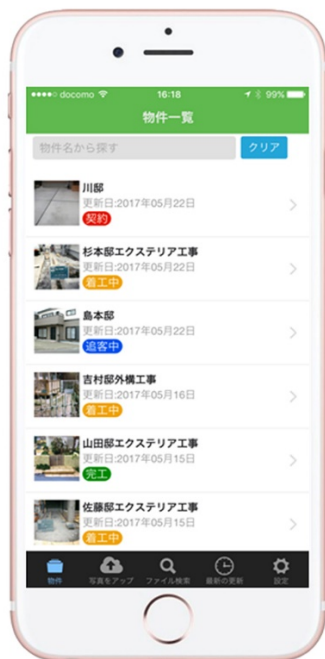 docomo 16:18 99%
物件一覧
物件名から探す クリア
川邸
更新日:2017年05月22日
契約
杉本邸エクステリア工事
更新日:2017年05月22日
着工中
島本邸
更新日:2017年05月22日
追客中
吉村邸外構工事
更新日:2017年05月16日
着工中
山田邸エクステリア工事
更新日:2017年05月15日
完工
佐藤邸エクステリア工事
更新日:2017年05月15日
着工中
物件 写真をアップ ファイル検索 最新の更新 設定